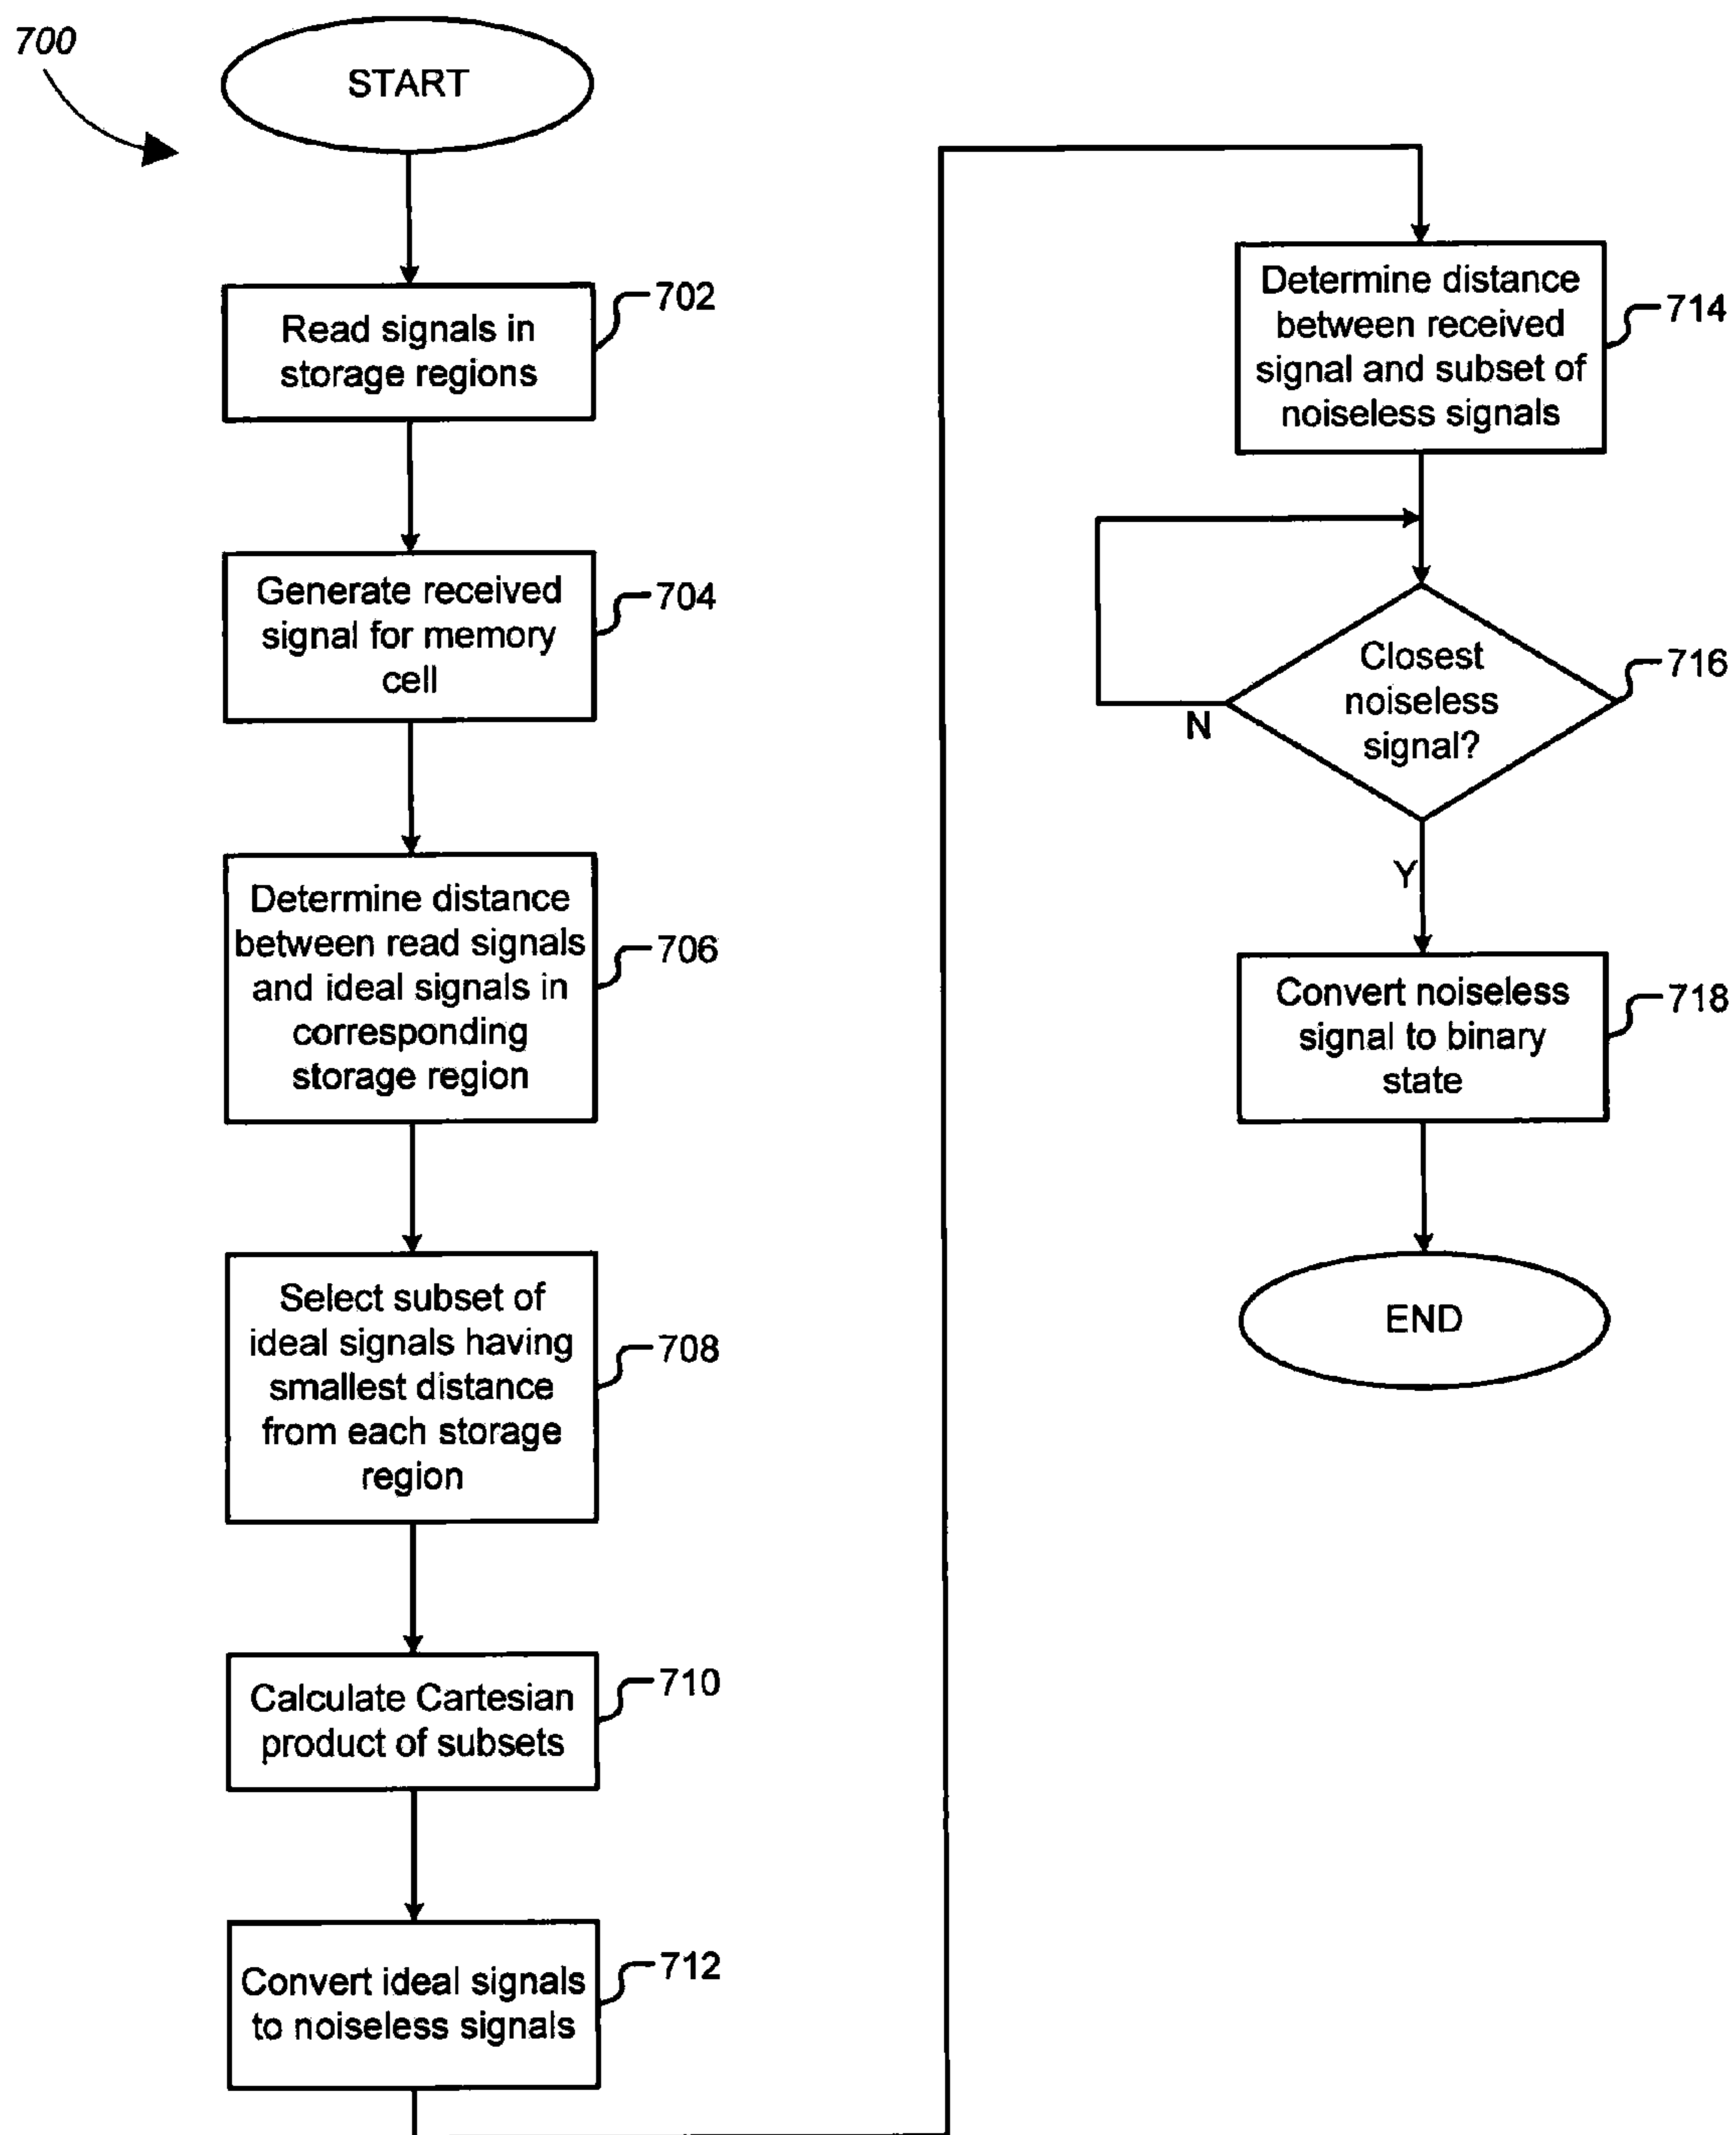 700
START
Read signals in
storage regions
702
Generate received
signal for memory
cell
704
Determine distance
between read signals
and ideal signals in
corresponding
storage region
706
Select subset of
ideal signals having
smallest distance
from each storage
region
708
Calculate Cartesian
product of subsets
710
Convert ideal signals
to noiseless signals
712
Determine distance
between received
signal and subset of
noiseless signals
714
Closest
noiseless
signal?
716
N
Y
Convert noiseless
signal to binary
state
718
END